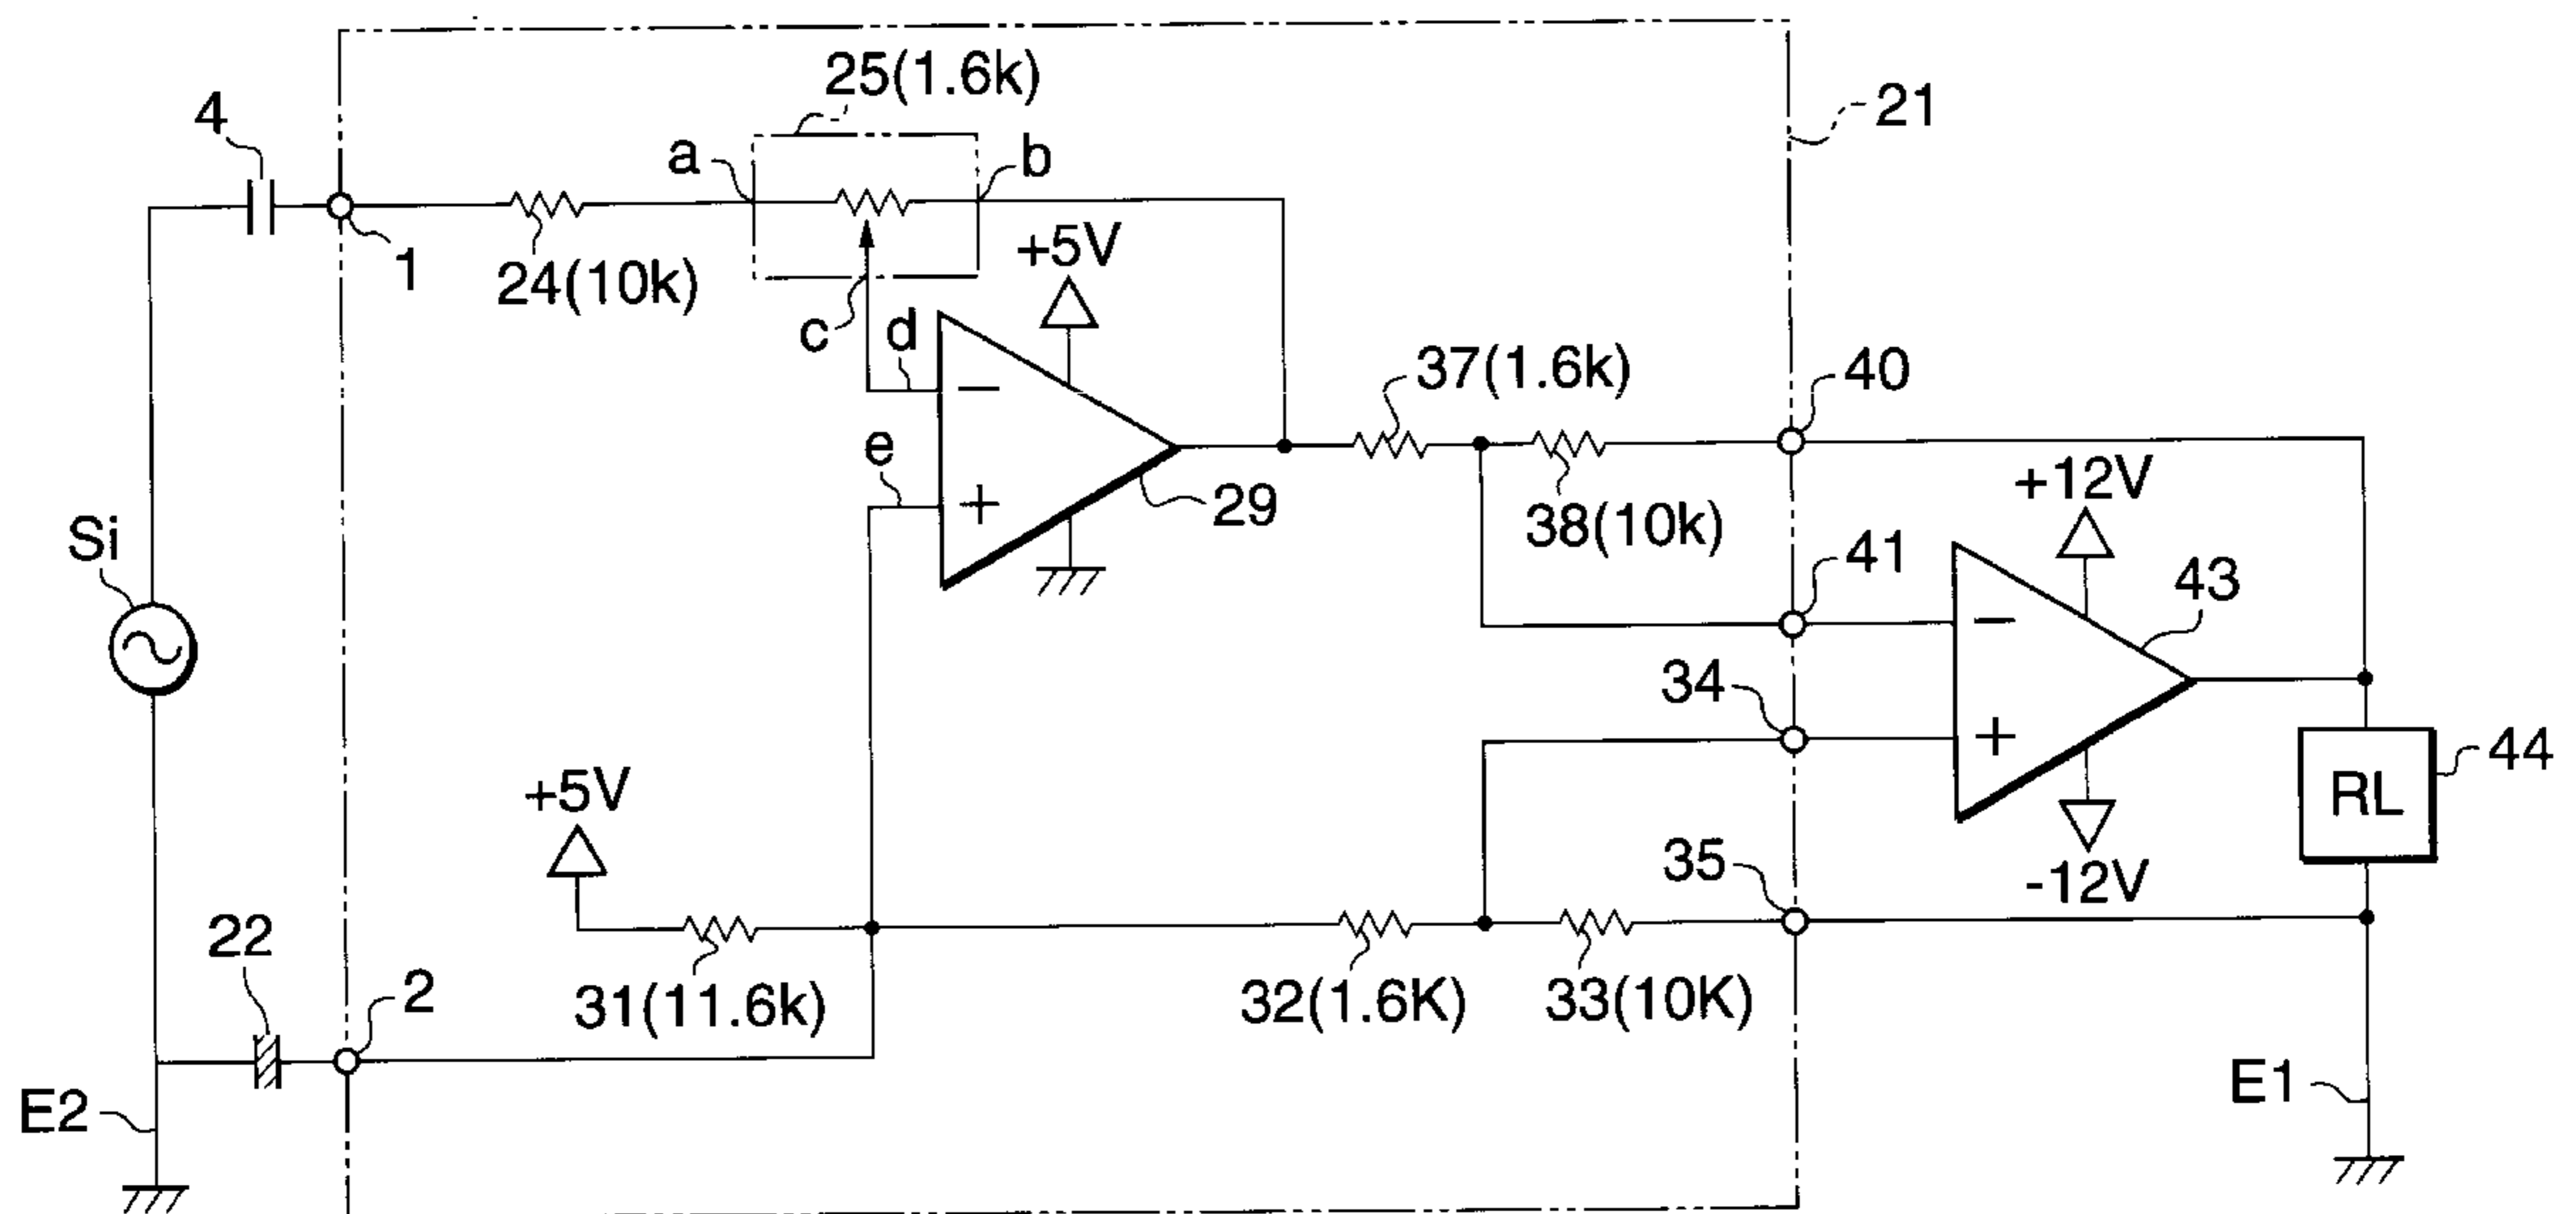 25(1.6k)
21
4
a
b
+5V
1
24(10k)
c
d
37(1.6k)
40
e
+12V
29
38(10k)
Si
41
43
34
+5V
44
RL
35
-12V
22
2
31(11.6k)
32(1.6K)
33(10K)
E2
E1